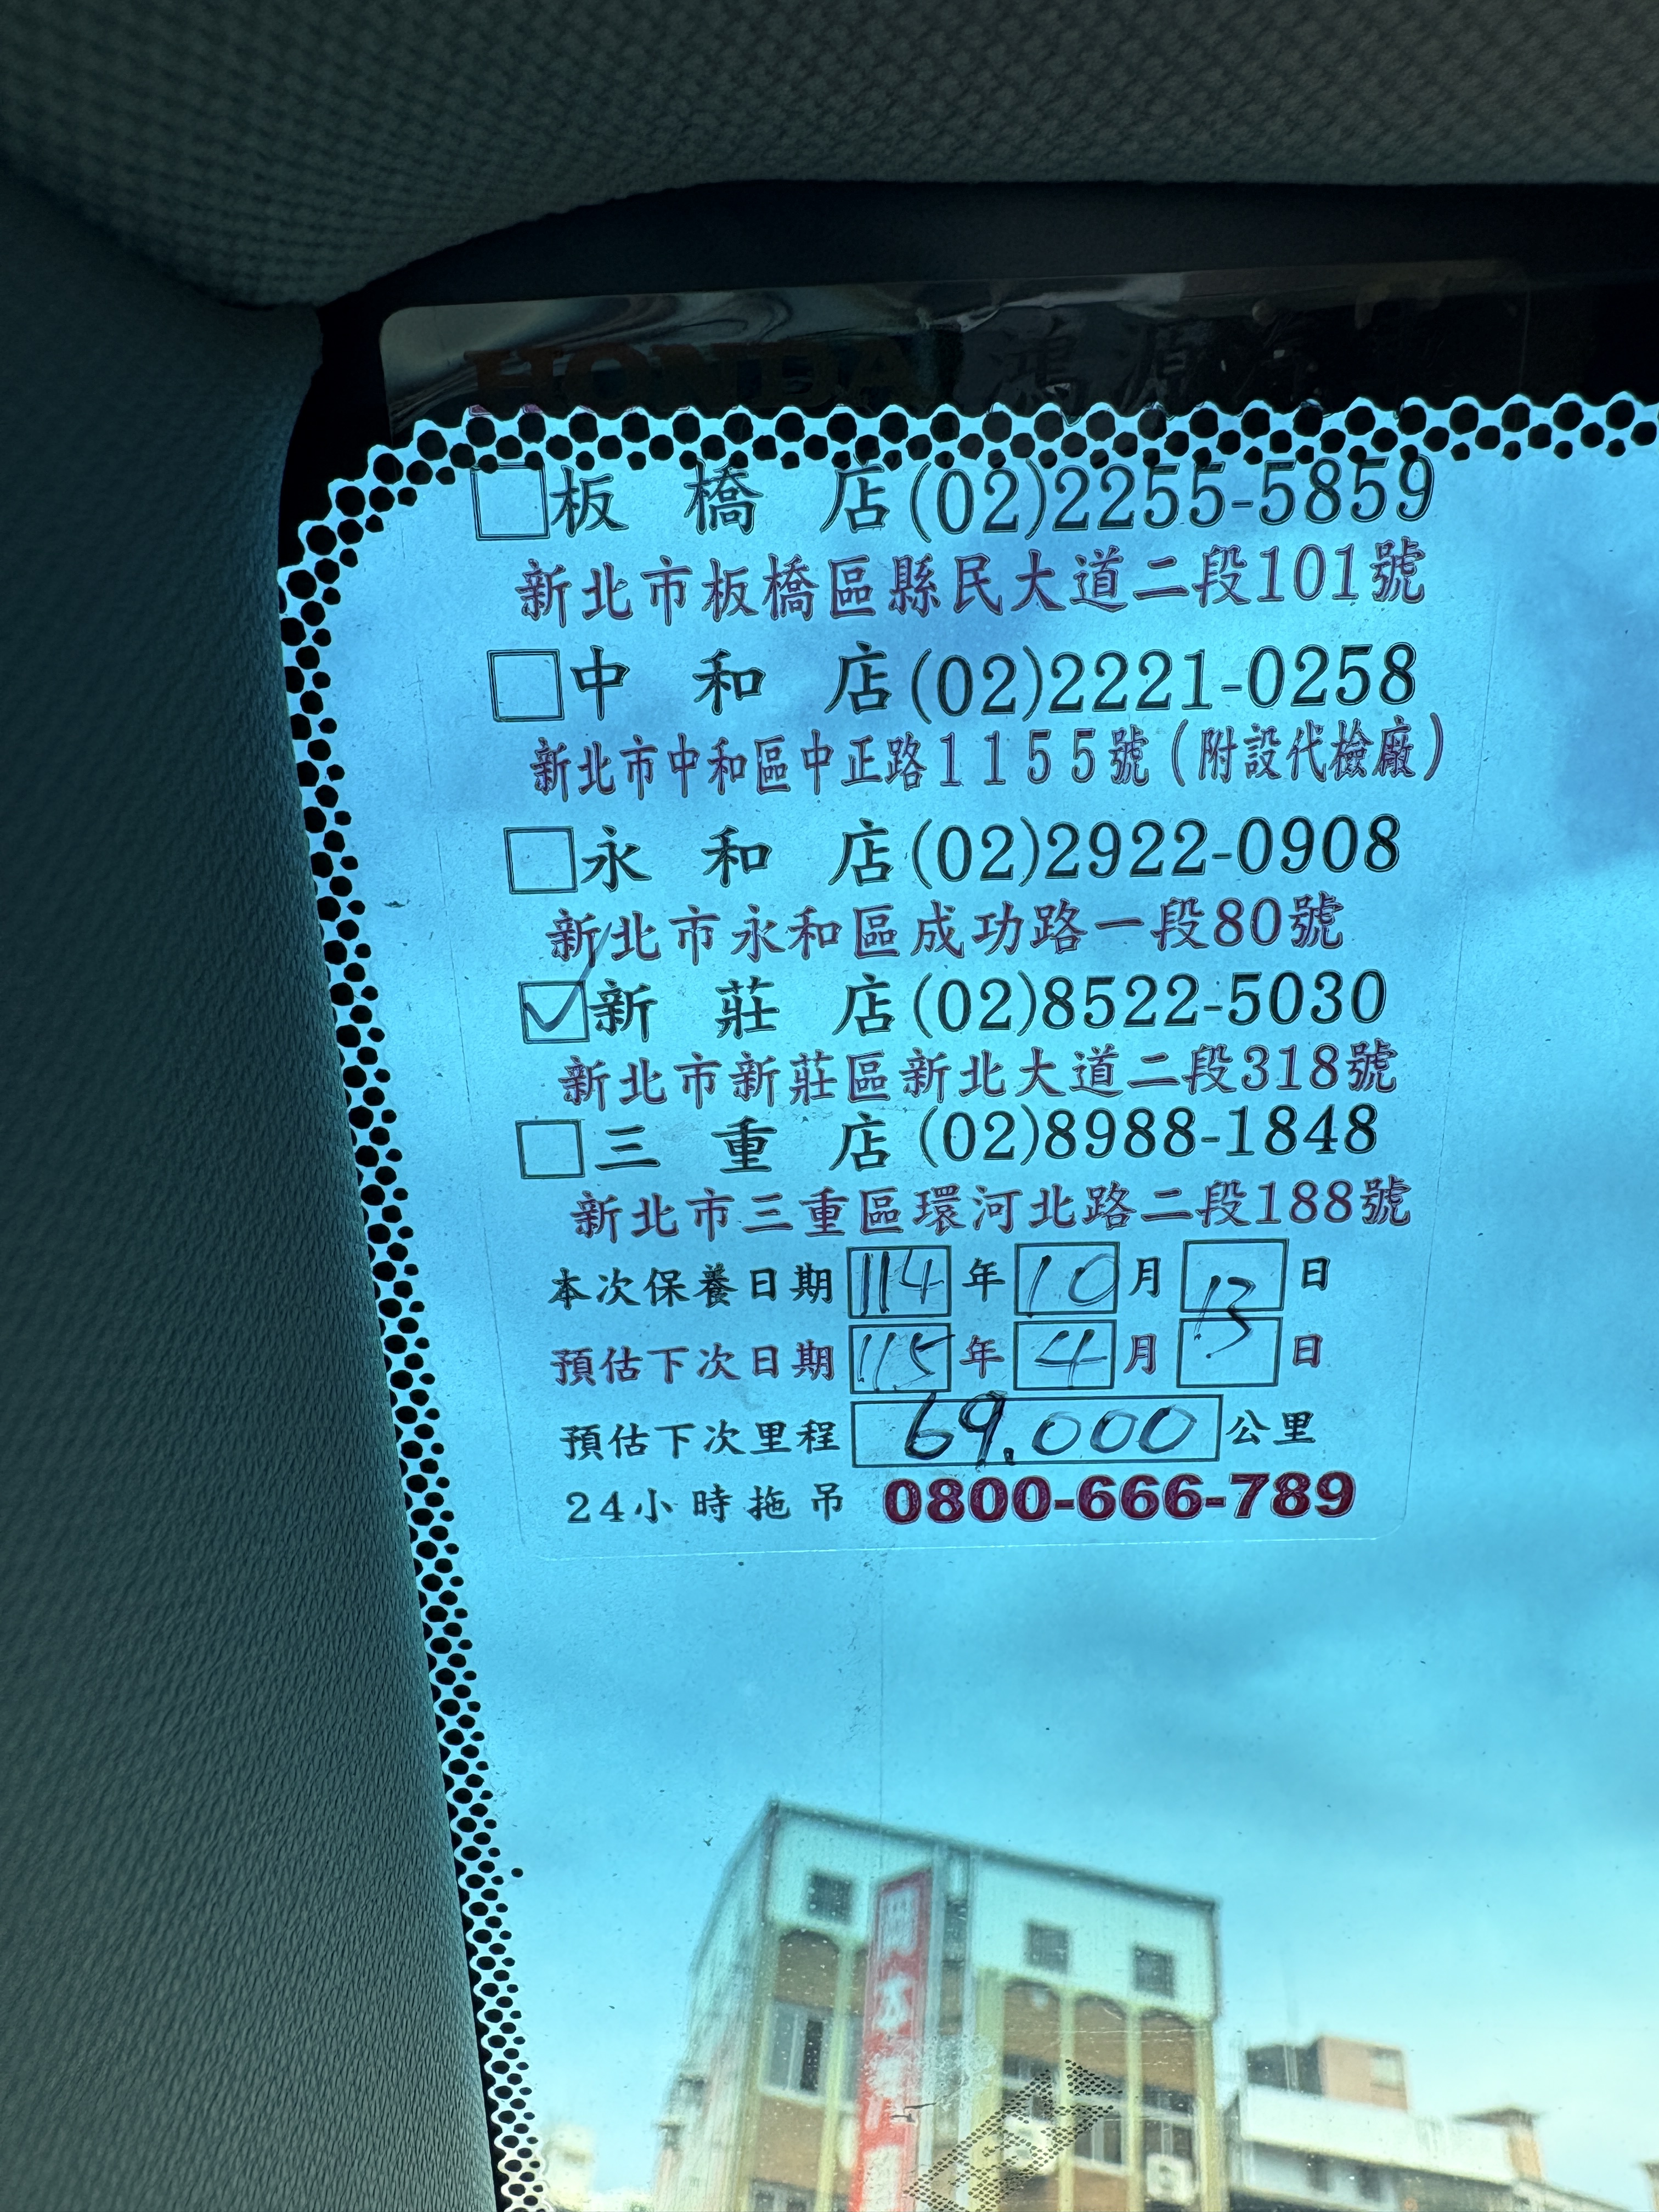 HONDA 鴻源
板橋店(02)2255-5859
新北市板橋區縣民大道二段101號
中和店(02)2221-0258
新北市中和區中正路1155號(附設代檢廠)
永和店(02)2922-0908
新北市永和區成功路一段80號
新莊店(02)8522-5030
新北市新莊區新北大道二段318號
三重店(02)8988-1848
新北市三重區環河北路二段188號
本次保養日期 114 年 10 月 13 日
預估下次日期 115 年 4 月 日
預估下次里程 69.000 公里
24小時拖吊 0800-666-789